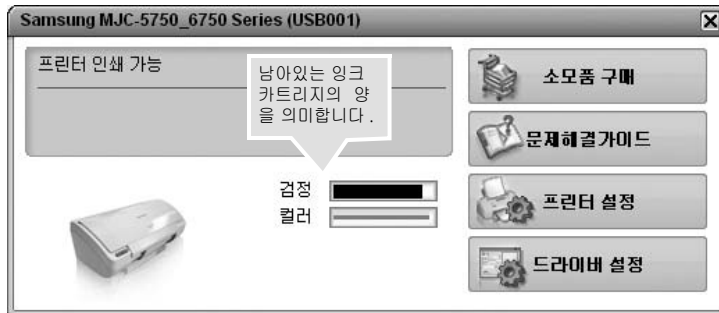 Samsung MJC-5750_6750 Series (USB001)
프린터 인쇄 가능
남아있는 잉크
카트리지의 양
을 의미합니다.
검정
컬러
소모품 구매
문제해결가이드
프린터 설정
드라이버 설정